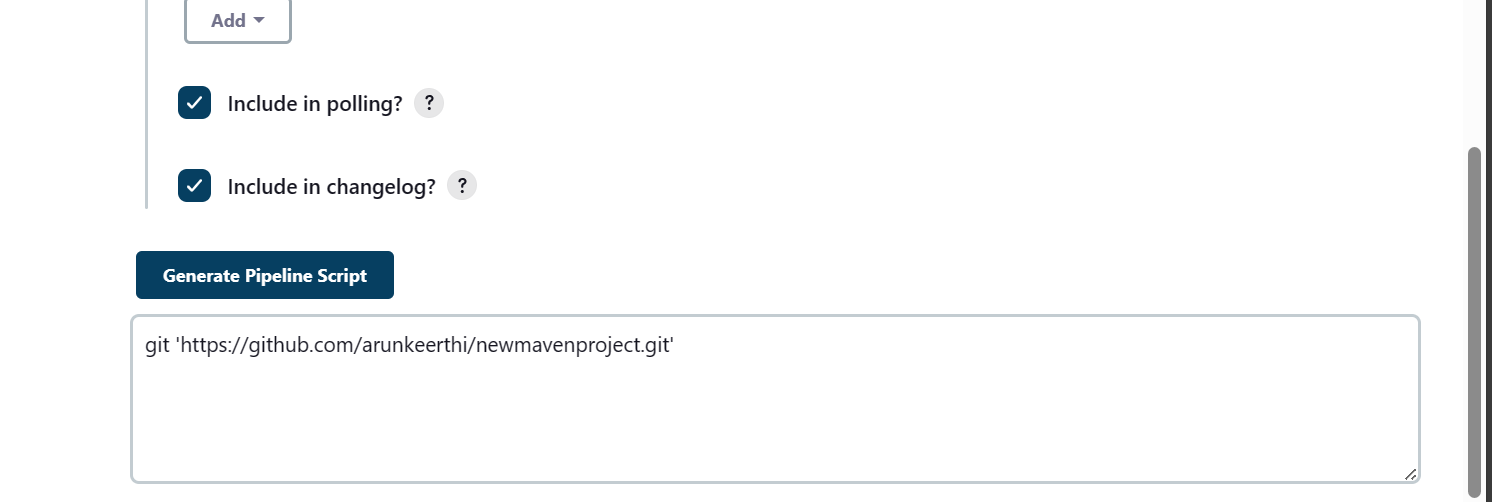 Add
Include in polling? ?
Include in changelog? ?
Generate Pipeline Script
git 'https://github.com/arunkeerthi/newmavenproject.git'